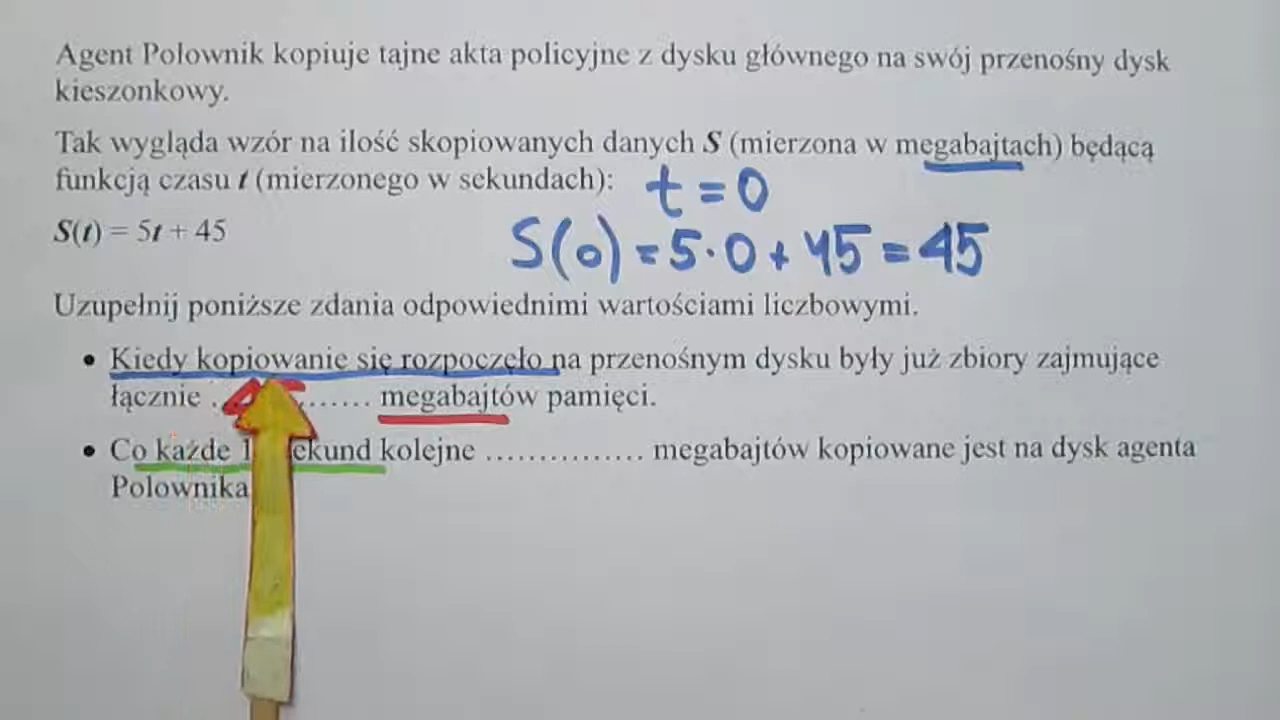 Agent Polownik kopiuje tajne akta policyjne z dysku głównego na swój przenośny dysk
kieszonkowy.
Tak wygląda wzór na ilość skopiowanych danych S (mierzona w megabajtach) będącą
funkcją czasu t (mierzonego w sekundach):
t = 0
S(t) = 5t + 45
S(0) = 5·0 + 45 = 45
Uzupełnij poniższe zdania odpowiednimi wartościami liczbowymi.
• Kiedy kopiowanie się rozpoczęło na przenośnym dysku były już zbiory zajmujące
łącznie ......... megabajtów pamięci.
• Co każde kolejne ............... megabajtów kopiowane jest na dysk agenta
Polownika